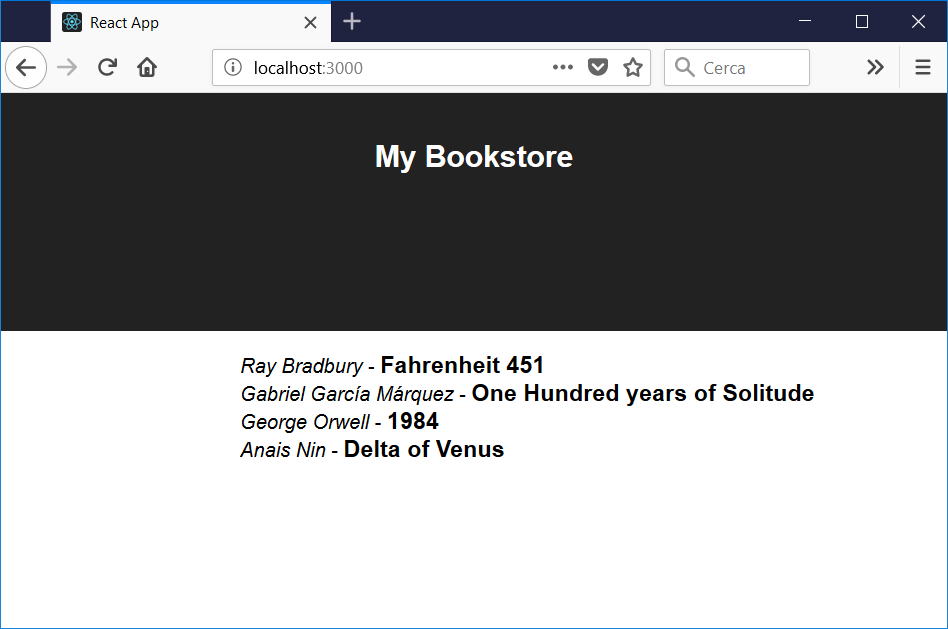 React App
localhost:3000
Cerca
My Bookstore
Ray Bradbury - Fahrenheit 451
Gabriel García Márquez - One Hundred years of Solitude
George Orwell - 1984
Anais Nin - Delta of Venus